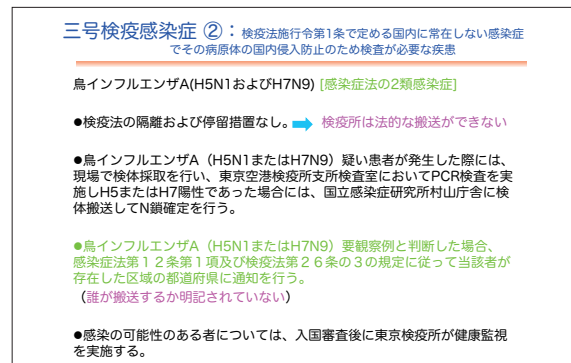 三号検疫感染症 ②：検疫法施行令第1条で定める国内に常在しない感染症
でその病原体の国内侵入防止のため検査が必要な疾患
鳥インフルエンザA(H5N1およびH7N9) [感染症法の2類感染症]
●検疫法の隔離および停留措置なし。➡ 検疫所は法的な搬送ができない
●鳥インフルエンザA（H5N1またはH7N9）疑い患者が発生した際には、
現場で検体採取を行い、東京空港検疫所支所検査室においてPCR検査を実
施しH5またはH7陽性であった場合には、国立感染症研究所村山庁舎に検
体搬送してN鎖確定を行う。
●鳥インフルエンザA（H5N1またはH7N9）要観察例と判断した場合、
感染症法第１２条第１項及び検疫法第２６条の３の規定に従って当該者が
存在した区域の都道府県に通知を行う。
（誰が搬送するか明記されていない）
●感染の可能性のある者については、入国審査後に東京検疫所が健康監視
を実施する。